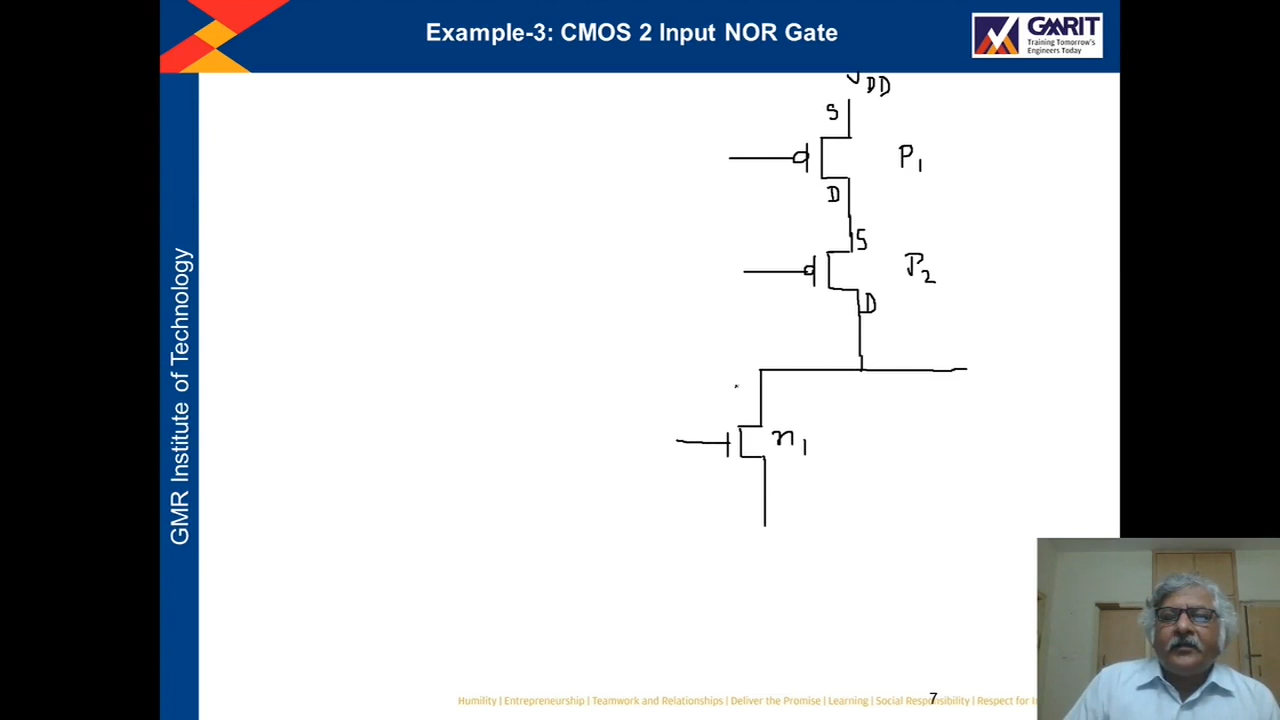 Example-3: CMOS 2 Input NOR Gate
GMRIT
Training Tomorrow's
Engineers Today
GMR Institute of Technology
VDD
S
P1
D
S
P2
D
n1
7
Humility | Entrepreneurship | Teamwork and Relationships | Deliver the Promise | Learning | Social Responsibility | Respect for